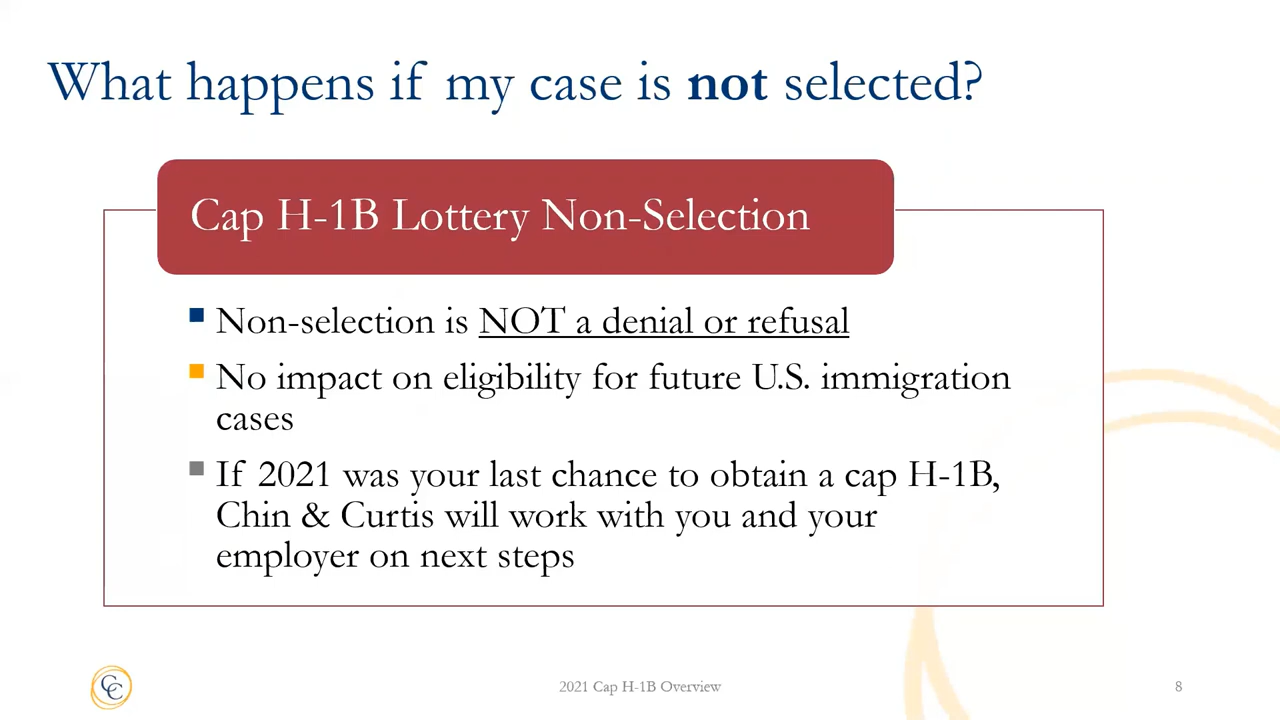 What happens if my case is not selected?
Cap H-1B Lottery Non-Selection
Non-selection is NOT a denial or refusal
No impact on eligibility for future U.S. immigration
cases
If 2021 was your last chance to obtain a cap H-1B,
Chin & Curtis will work with you and your
employer on next steps
CC
2021 Cap H-1B Overview
8